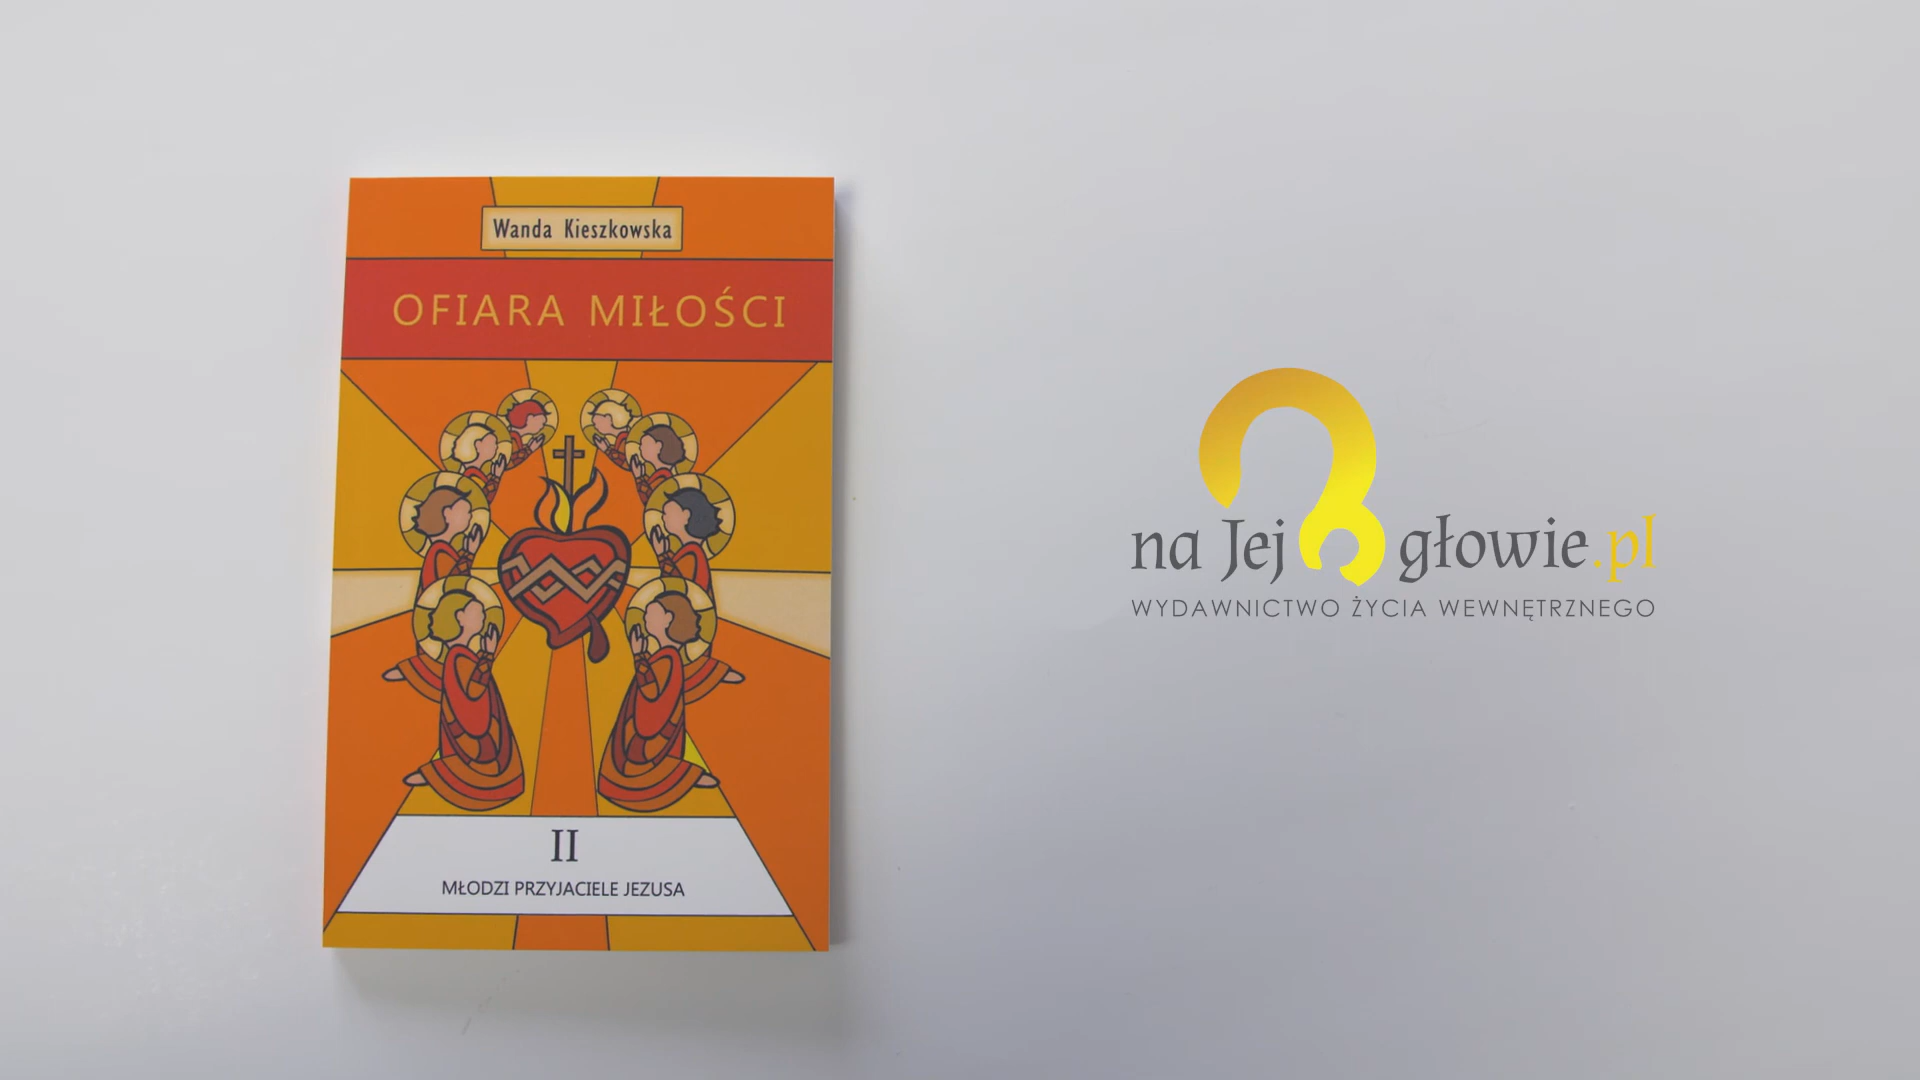 Wanda Kieszkowska
OFIARA MIŁOŚCI
II
MŁODZI PRZYJACIELE JEZUSA
na Jej głowie.pl
WYDAWNICTWO ŻYCIA WEWNĘTRZNEGO